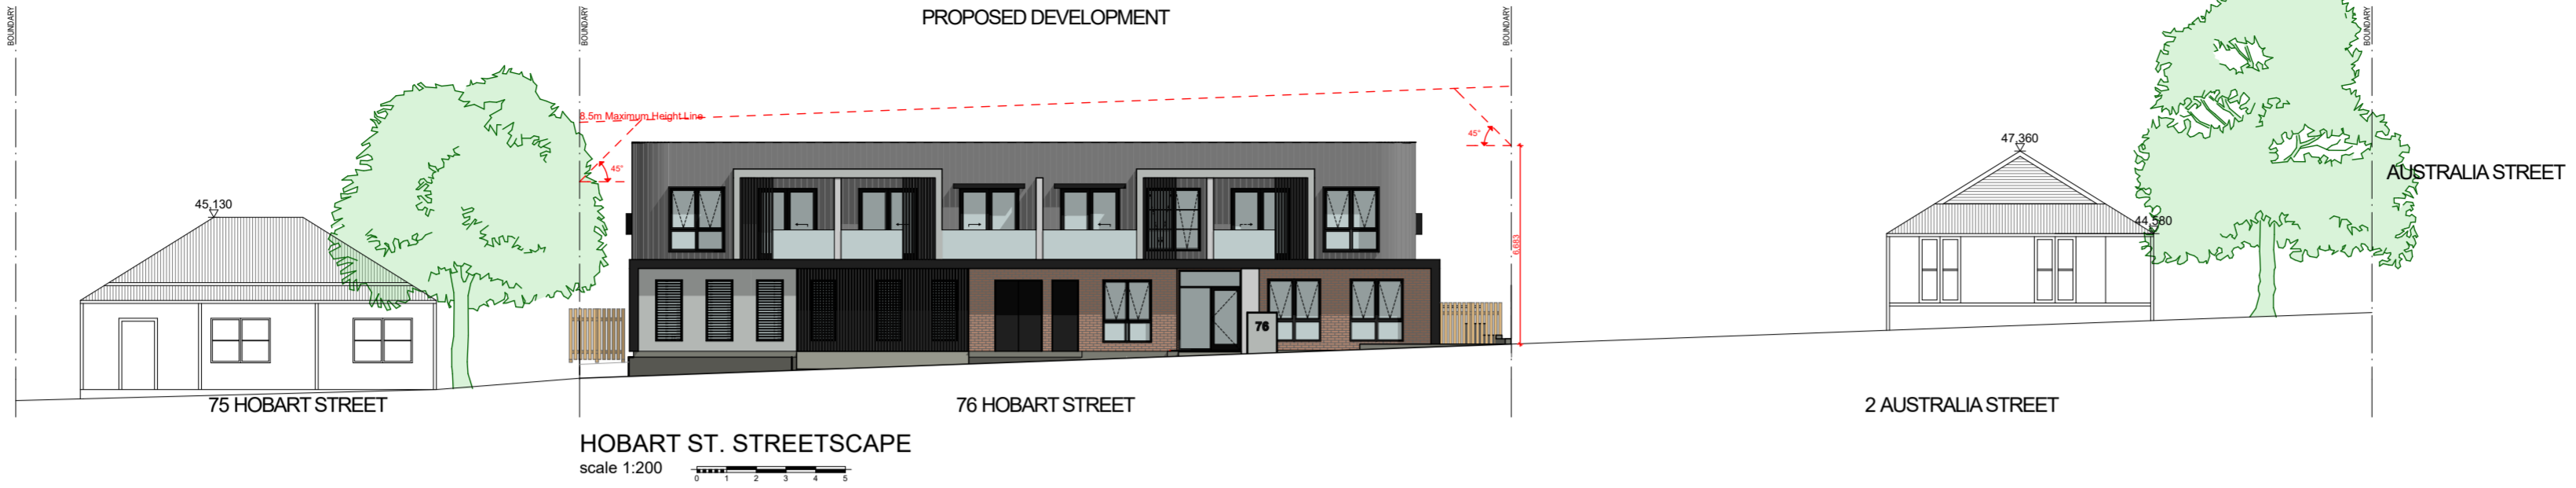 BOUNDARY
BOUNDARY
PROPOSED DEVELOPMENT
BOUNDARY
BOUNDARY
8.5m Maximum Height Line
45°
45°
47,360
AUSTRALIA STREET
45,130
44,580
6,683
76
75 HOBART STREET
76 HOBART STREET
2 AUSTRALIA STREET
HOBART ST. STREETSCAPE
scale 1:200
0 1 2 3 4 5